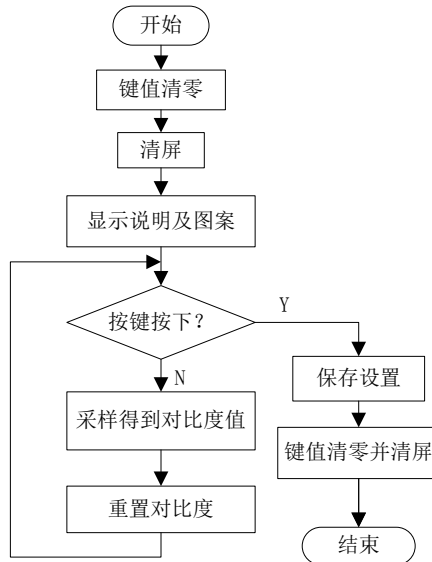 开始
键值清零
清屏
显示说明及图案
按键按下？
Y
N
保存设置
采样得到对比度值
键值清零并清屏
重置对比度
结束